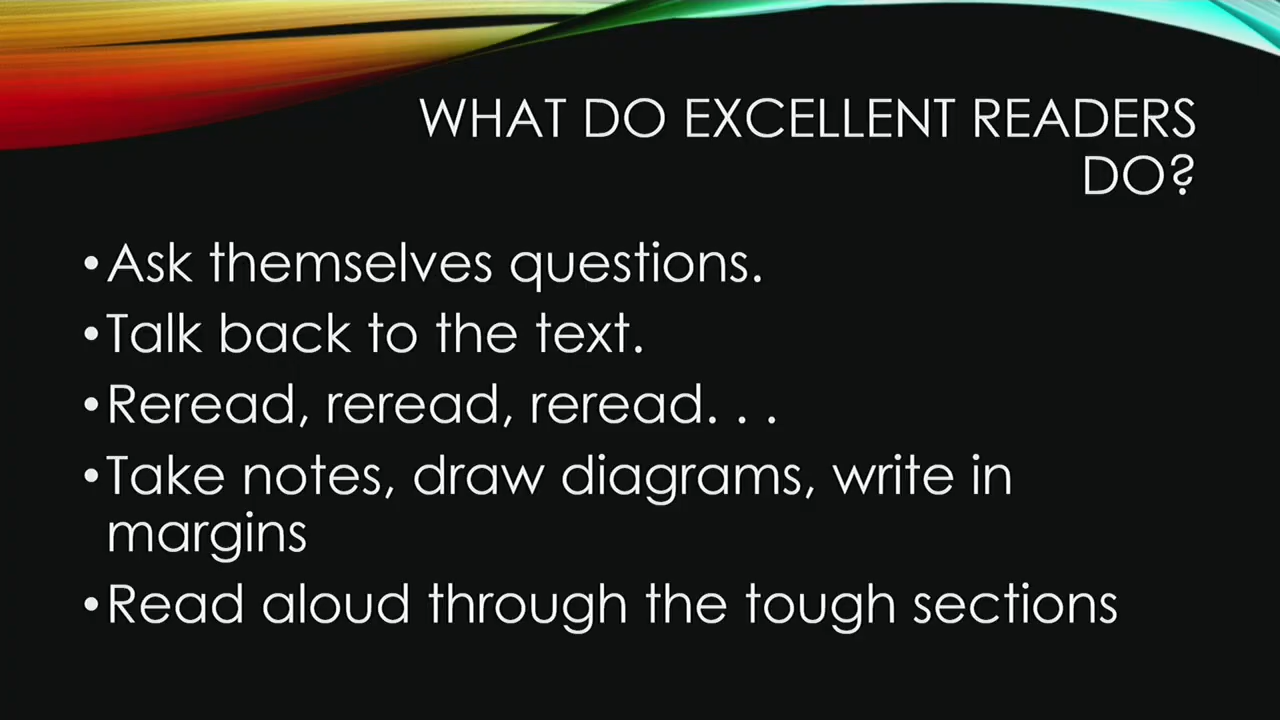 WHAT DO EXCELLENT READERS
DO?
•Ask themselves questions.
•Talk back to the text.
•Reread, reread, reread. . .
•Take notes, draw diagrams, write in
margins
•Read aloud through the tough sections